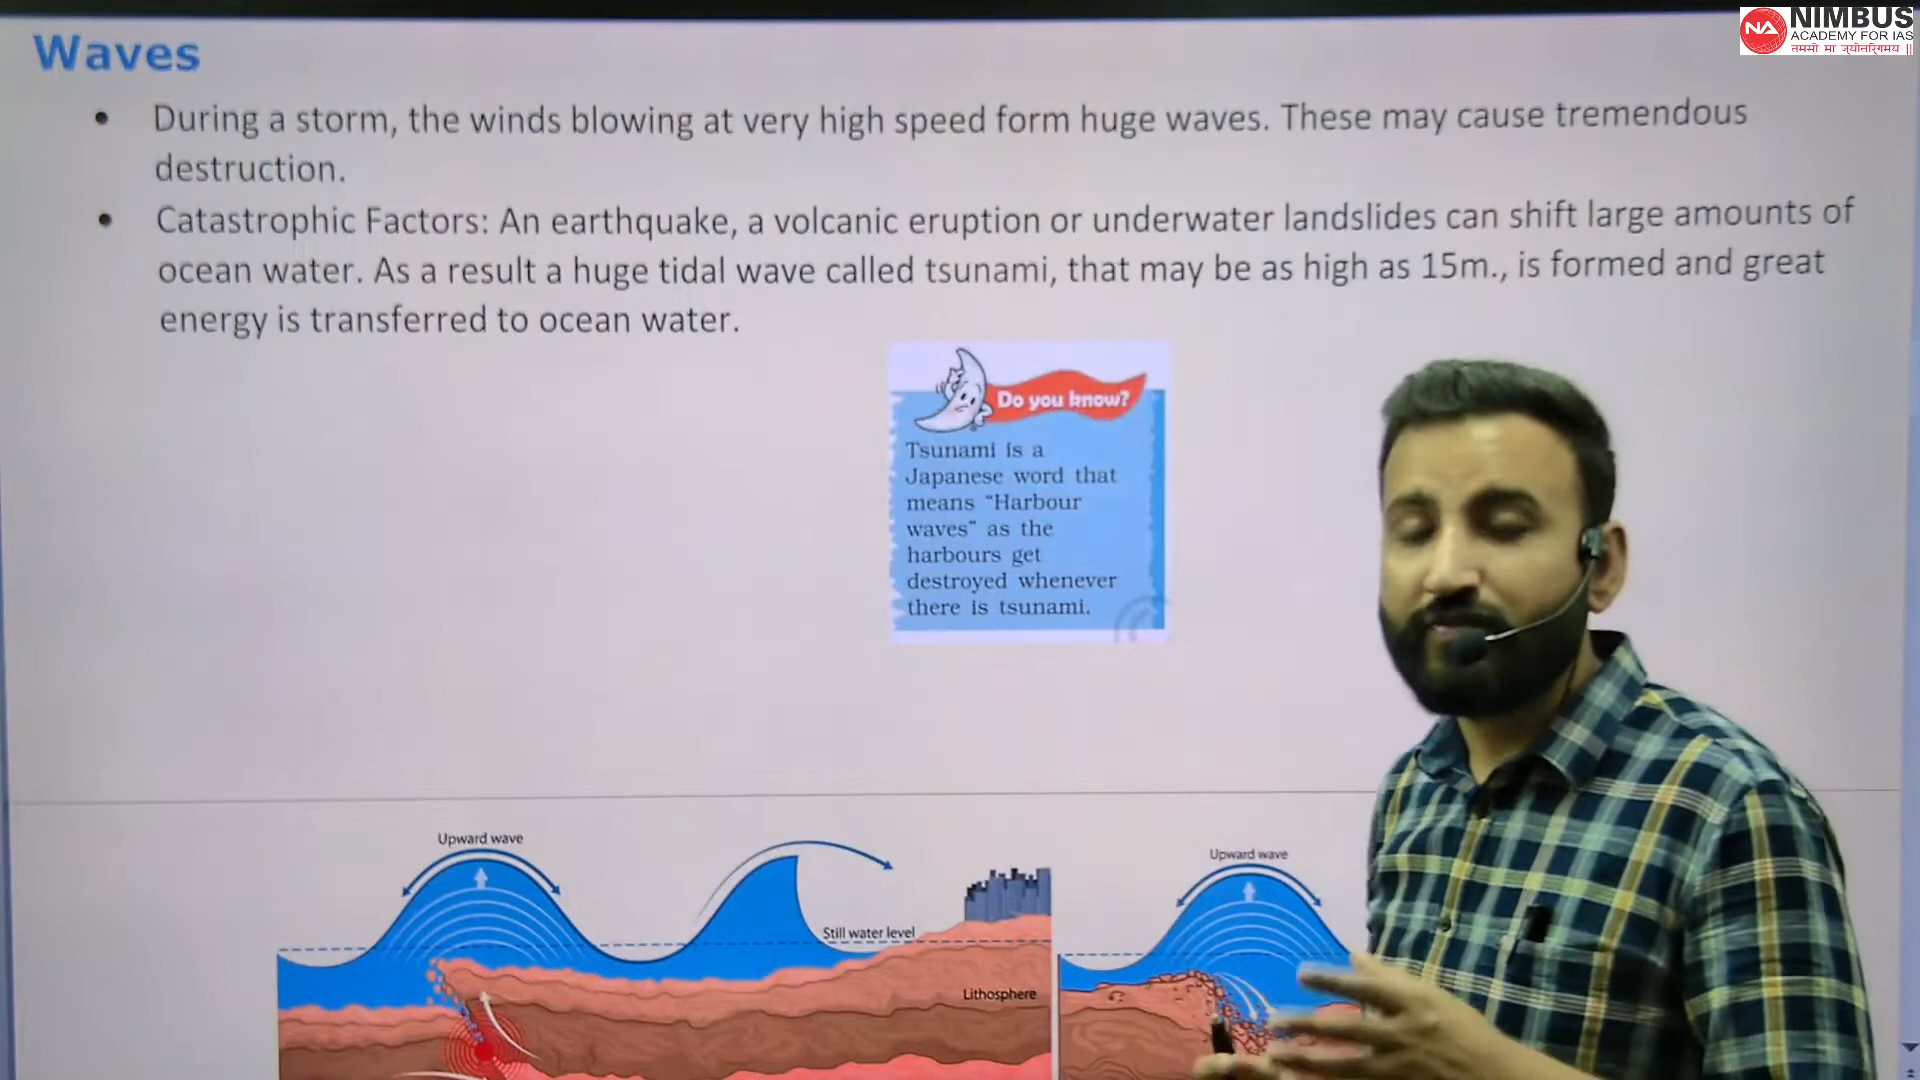 NIMBUS
ACADEMY FOR IAS
तमसो मा ज्योतिर्गमय ||
NA
Waves
• During a storm, the winds blowing at very high speed form huge waves. These may cause tremendous
destruction.
• Catastrophic Factors: An earthquake, a volcanic eruption or underwater landslides can shift large amounts of
ocean water. As a result a huge tidal wave called tsunami, that may be as high as 15m., is formed and great
energy is transferred to ocean water.
Do you know?
Tsunami is a
Japanese word that
means "Harbour
waves" as the
harbours get
destroyed whenever
there is tsunami.
Upward wave
Still water level
Lithosphere
Upward wave